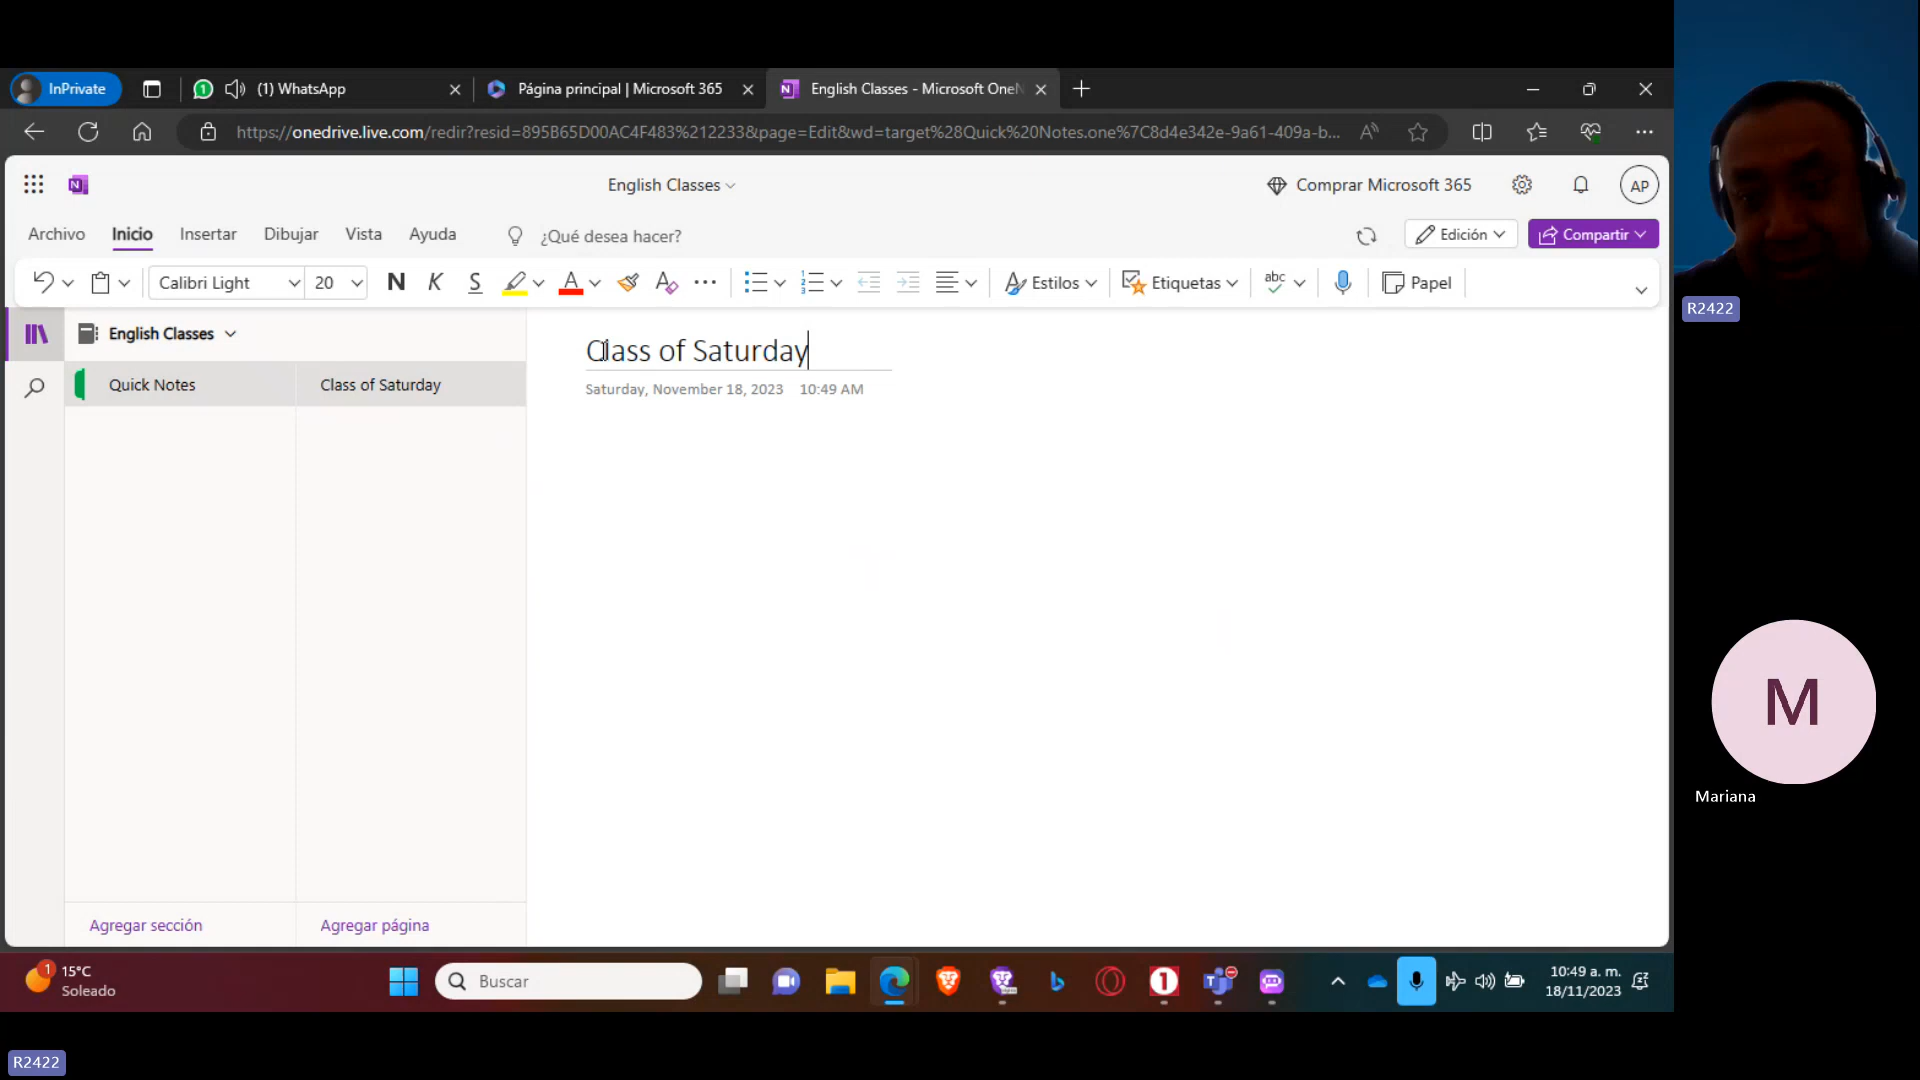 InPrivate
(1) WhatsApp
Página principal | Microsoft 365
English Classes - Microsoft OneN
https://onedrive.live.com/redir?resid=895B65D00AC4F483%212233&page=Edit&wd=target%28Quick%20Notes.one%7C8d4e342e-9a61-409a-b...
English Classes
Comprar Microsoft 365
AP
Archivo Inicio Insertar Dibujar Vista Ayuda ¿Qué desea hacer?
Edición
Compartir
Calibri Light 20 N K S A Estilos Etiquetas abc Papel
English Classes
Quick Notes
Class of Saturday
Class of Saturday
Saturday, November 18, 2023 10:49 AM
Agregar sección
Agregar página
R2422
M
Mariana
1
15°C
Soleado
Buscar
10:49 a. m.
18/11/2023
R2422